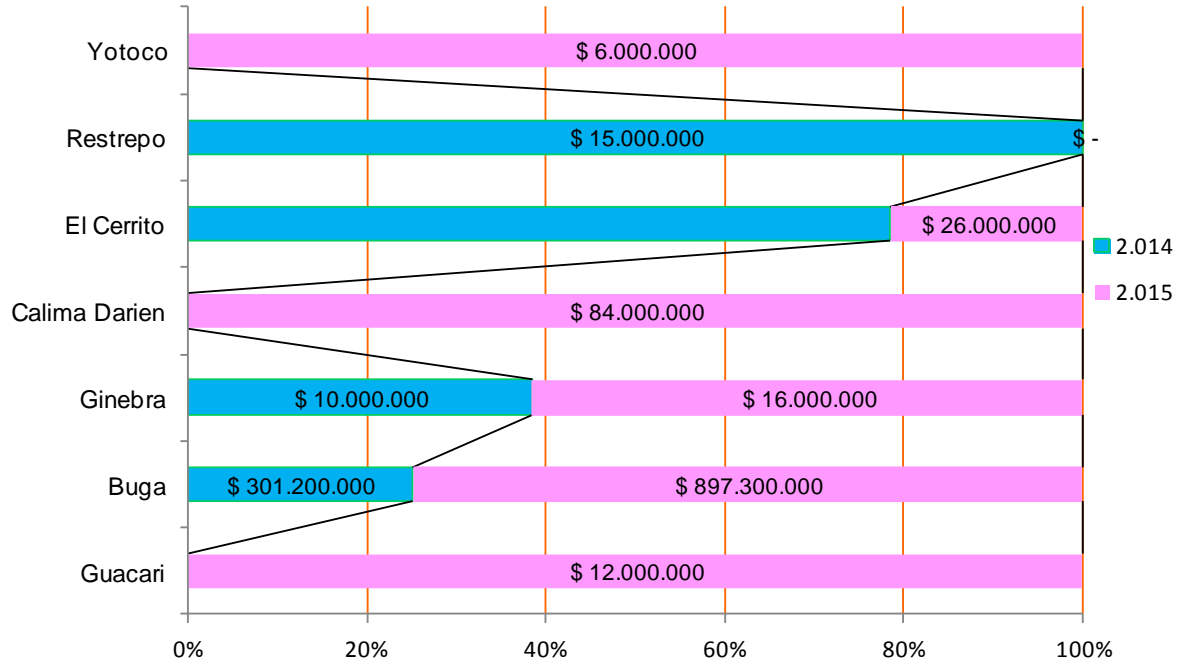 Yotoco
$ 6.000.000
Restrepo
$ 15.000.000
$ -
El Cerrito
$ 26.000.000
Calima Darien
$ 84.000.000
Ginebra
$ 10.000.000
$ 16.000.000
Buga
$ 301.200.000
$ 897.300.000
Guacari
$ 12.000.000
0%
20%
40%
60%
80%
100%
2.014
2.015